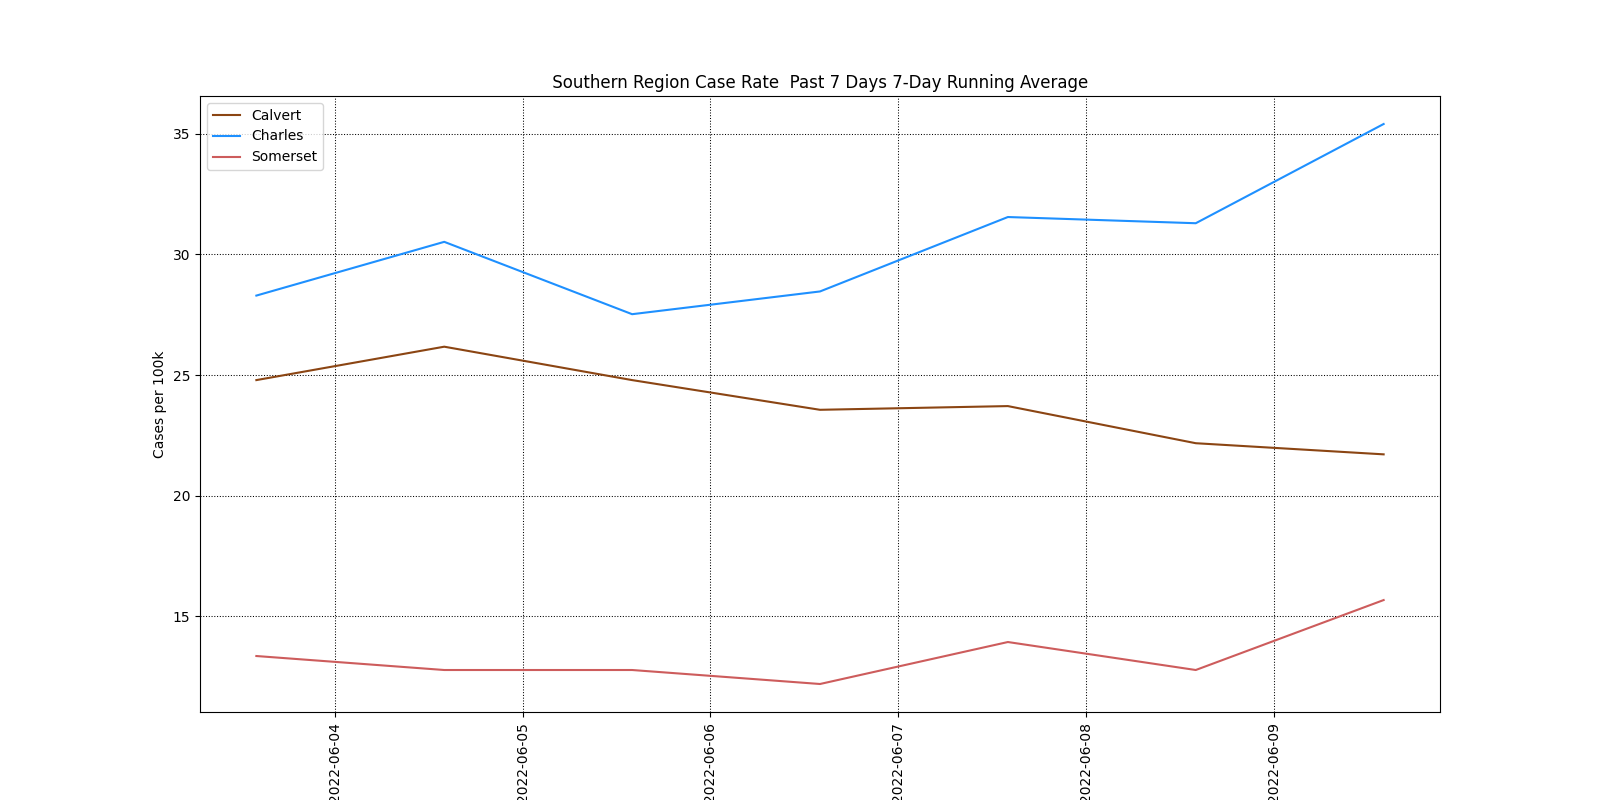 Southern Region Case Rate  Past 7 Days 7-Day Running Average
Calvert
Charles
Somerset
Cases per 100k
35
30
25
20
15
2022-06-04
2022-06-05
2022-06-06
2022-06-07
2022-06-08
2022-06-09